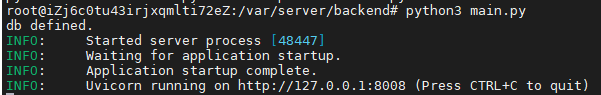 root@iZj6c0tu43irjxqmlti72eZ:/var/server/backend# python3 main.py
db defined.
INFO:     Started server process [48447]
INFO:     Waiting for application startup.
INFO:     Application startup complete.
INFO:     Uvicorn running on http://127.0.0.1:8008 (Press CTRL+C to quit)